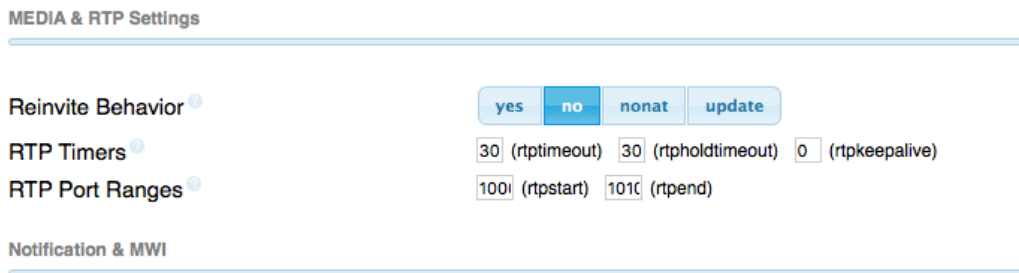 MEDIA & RTP Settings
Reinvite Behavior ? yes no nonat update
RTP Timers ? 30 (rtptimeout) 30 (rtpholdtimeout) 0 (rtpkeepalive)
RTP Port Ranges ? (rtpstart) (rtpend)
Notification & MWI